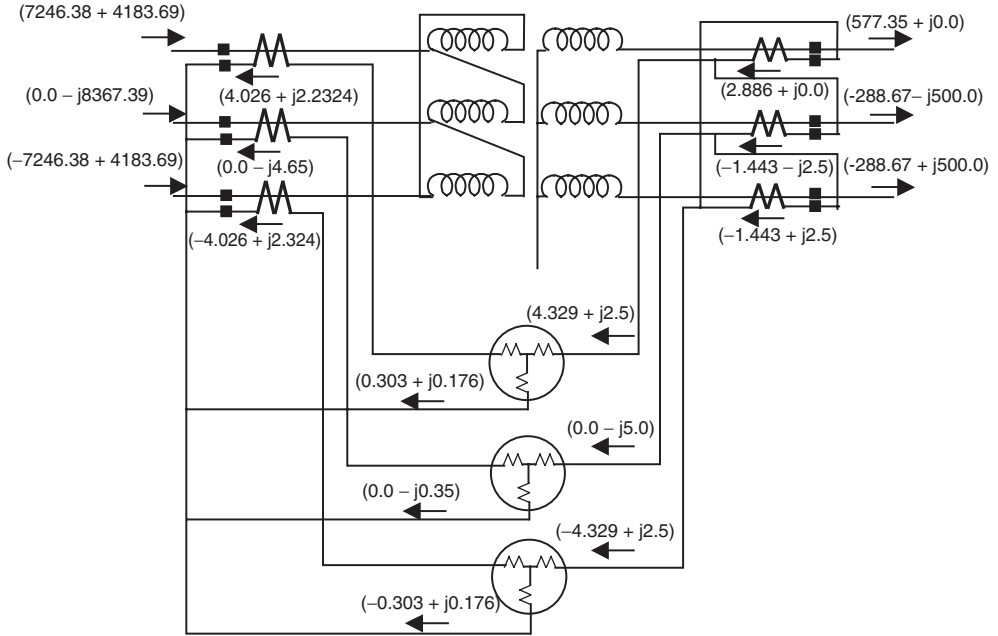 (7246.38 + 4183.69)
(577.35 + j0.0)
(4.026 + j2.2324)
(2.886 + j0.0)
(0.0 − j8367.39)
(-288.67− j500.0)
(0.0 − j4.65)
(−1.443 − j2.5)
(−7246.38 + 4183.69)
(-288.67 + j500.0)
(−4.026 + j2.324)
(−1.443 + j2.5)
(4.329 + j2.5)
(0.303 + j0.176)
(0.0 − j5.0)
(0.0 − j0.35)
(−4.329 + j2.5)
(−0.303 + j0.176)